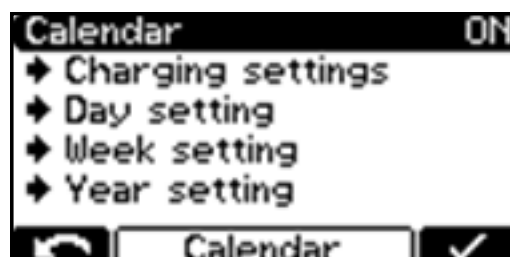 Calendar ON
Charging settings
Day setting
Week setting
Year setting
Calendar